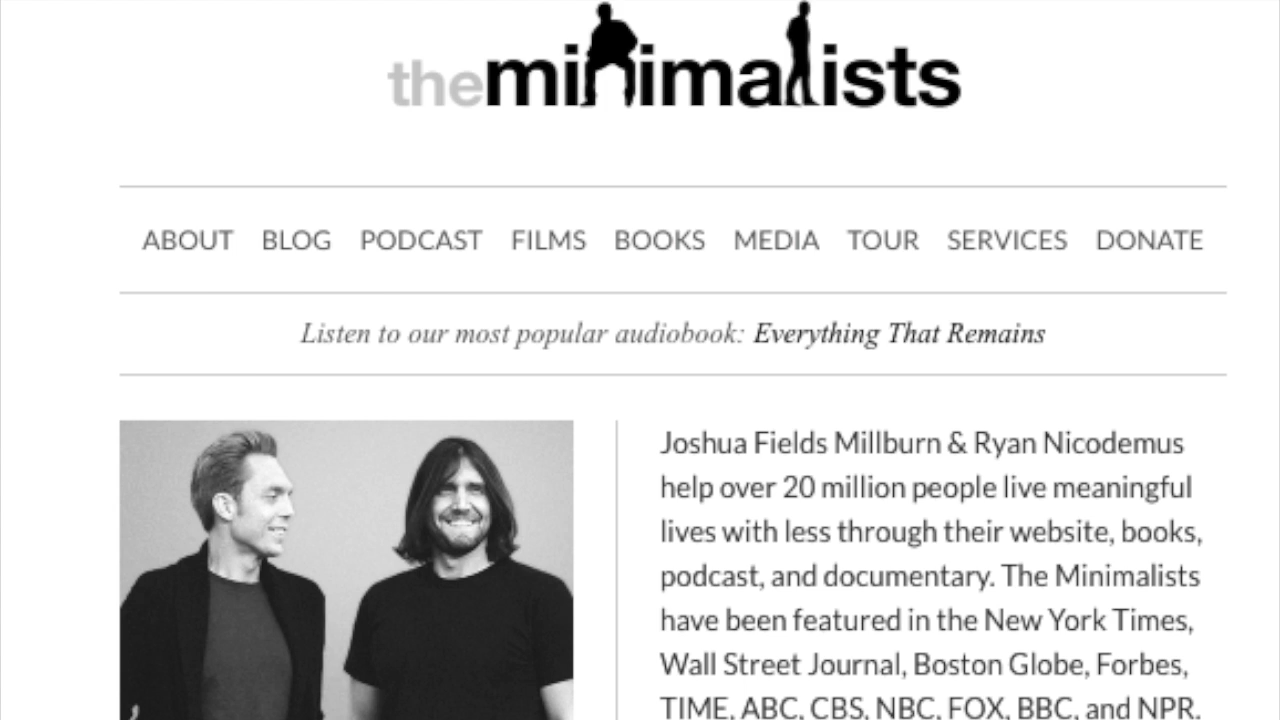 theminimalists
ABOUT BLOG PODCAST FILMS BOOKS MEDIA TOUR SERVICES DONATE
Listen to our most popular audiobook: Everything That Remains
Joshua Fields Millburn & Ryan Nicodemus
help over 20 million people live meaningful
lives with less through their website, books,
podcast, and documentary. The Minimalists
have been featured in the New York Times,
Wall Street Journal, Boston Globe, Forbes,
TIME, ABC, CBS, NBC, FOX, BBC, and NPR.